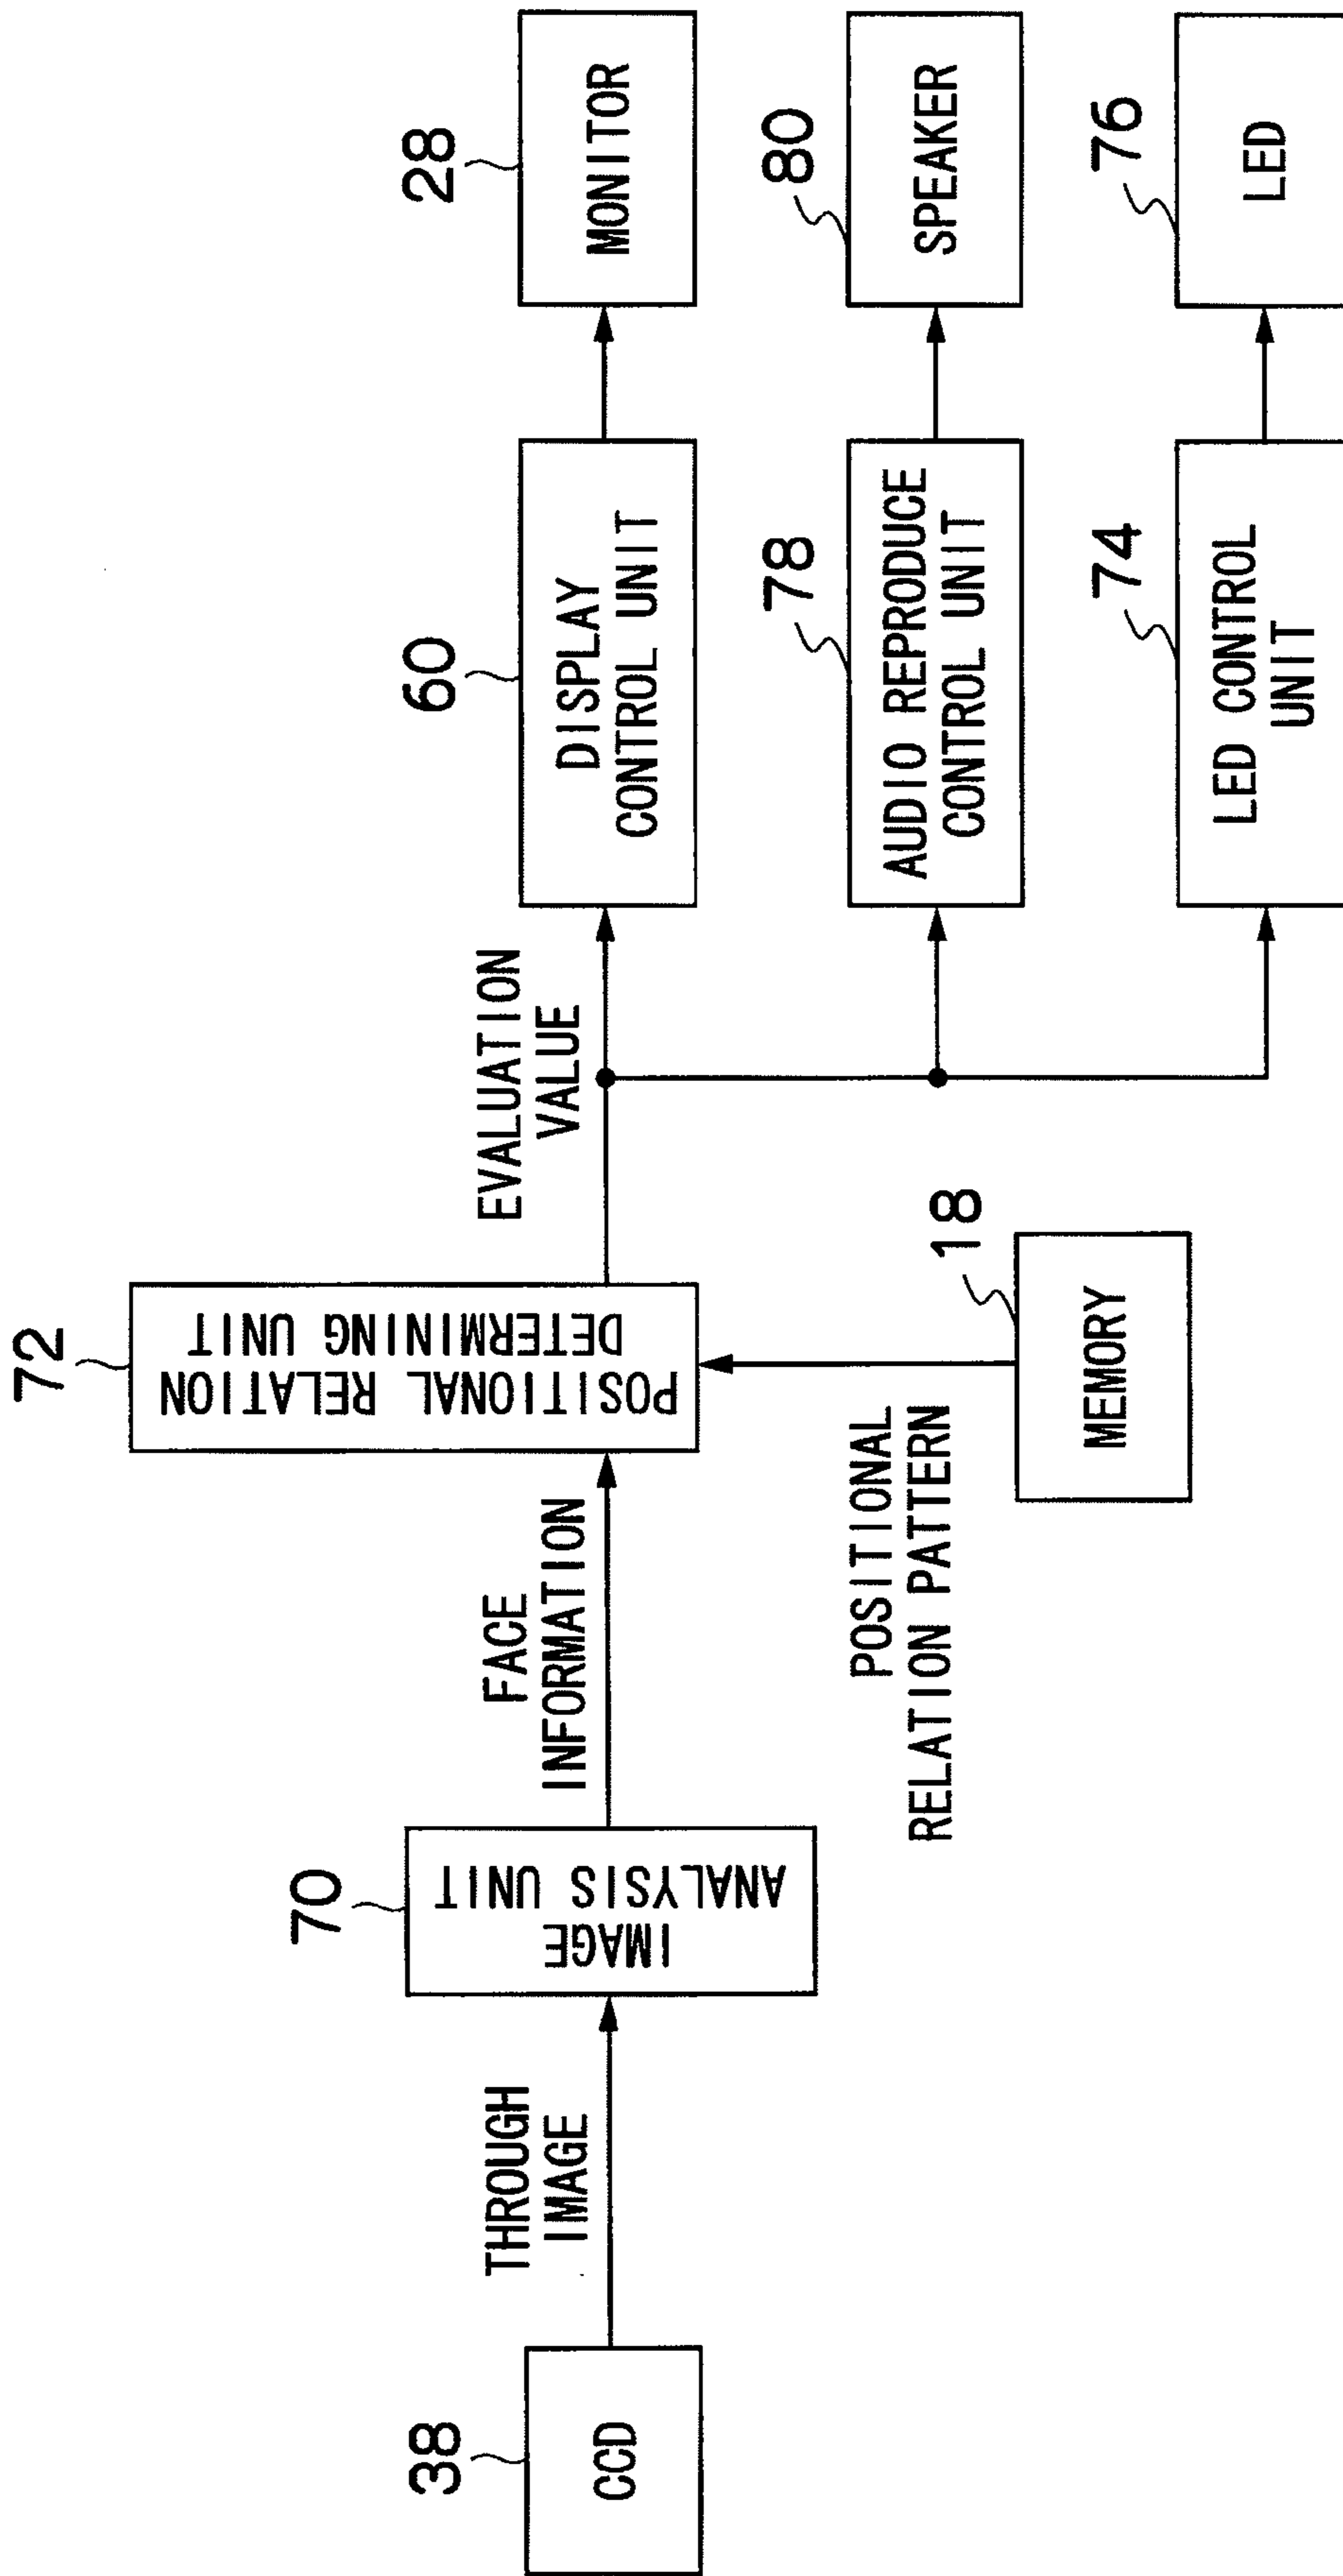 38
CCD
THROUGH
IMAGE
70
IMAGE
ANALYSIS UNIT
FACE
INFORMATION
72
POSITIONAL RELATION
DETERMINING UNIT
POSITIONAL
RELATION PATTERN
18
MEMORY
EVALUATION
VALUE
60
DISPLAY
CONTROL UNIT
28
MONITOR
78
AUDIO REPRODUCE
CONTROL UNIT
80
SPEAKER
74
LED CONTROL
UNIT
76
LED